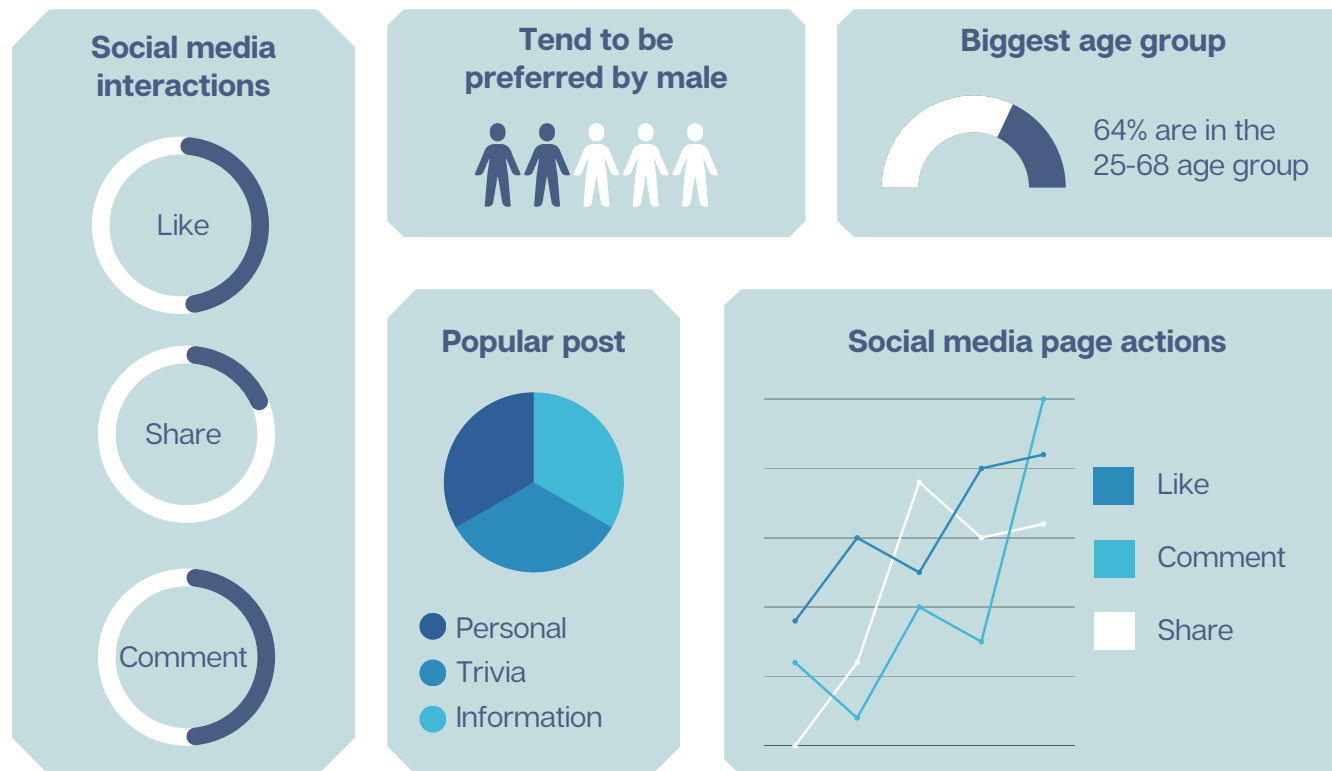 Social media
interactions
Like
Share
Comment
Tend to be
preferred by male
Biggest age group
64% are in the
25-68 age group
Popular post
Personal
Trivia
Information
Social media page actions
Like
Comment
Share